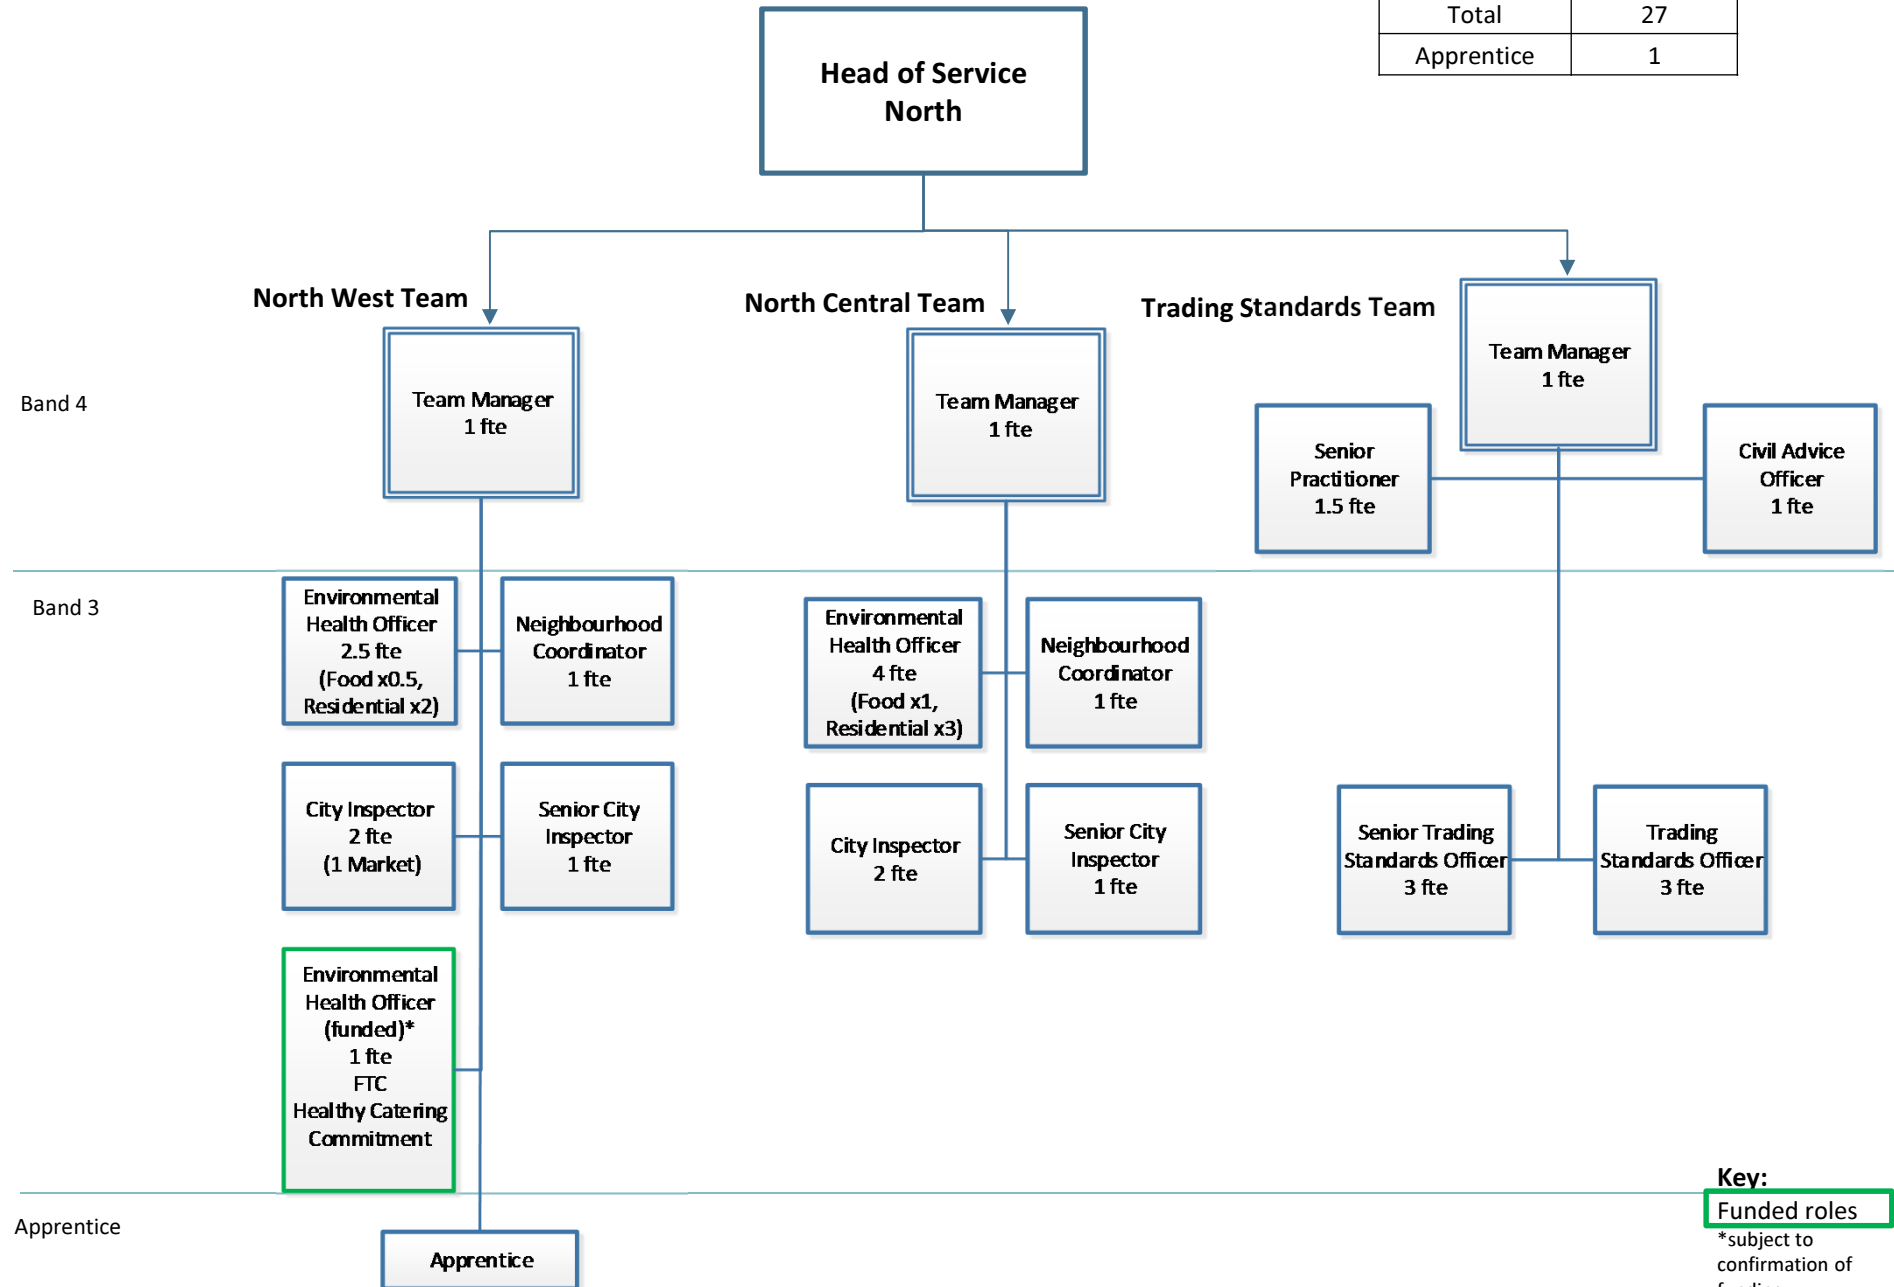 Total 27
Apprentice 1
Head of Service
North
North West Team
North Central Team
Trading Standards Team
Band 4
Team Manager
1 fte
Team Manager
1 fte
Team Manager
1 fte
Senior
Practitioner
1.5 fte
Civil Advice
Officer
1 fte
Band 3
Environmental
Health Officer
2.5 fte
(Food x0.5,
Residential x2)
Neighbourhood
Coordinator
1 fte
Environmental
Health Officer
4 fte
(Food x1,
Residential x3)
Neighbourhood
Coordinator
1 fte
City Inspector
2 fte
(1 Market)
Senior City
Inspector
1 fte
City Inspector
2 fte
Senior City
Inspector
1 fte
Senior Trading
Standards Officer
3 fte
Trading
Standards Officer
3 fte
Environmental
Health Officer
(funded)*
1 fte
FTC
Healthy Catering
Commitment
Apprentice
Apprentice
Key:
Funded roles
*subject to
confirmation of